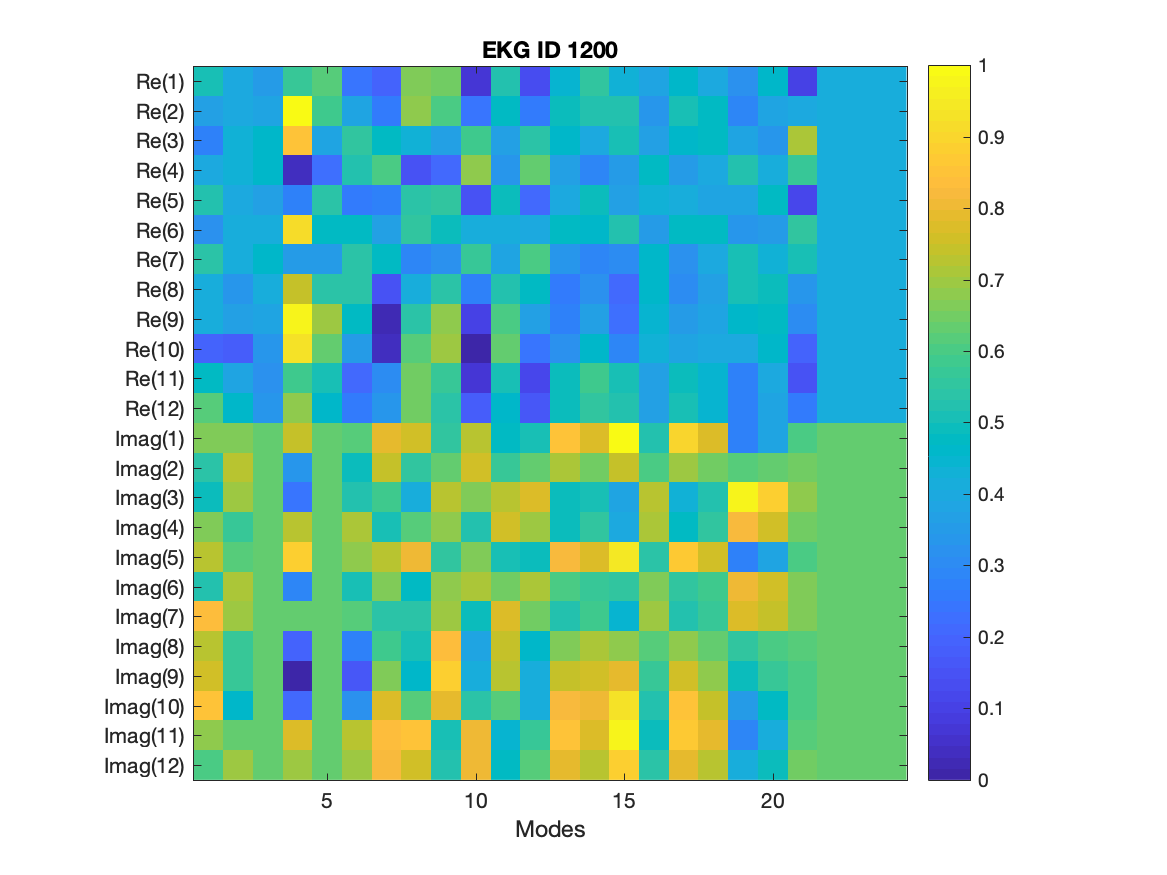 EKG ID 1200
Re(1)
Re(2)
Re(3)
Re(4)
Re(5)
Re(6)
Re(7)
Re(8)
Re(9)
Re(10)
Re(11)
Re(12)
Imag(1)
Imag(2)
Imag(3)
Imag(4)
Imag(5)
Imag(6)
Imag(7)
Imag(8)
Imag(9)
Imag(10)
Imag(11)
Imag(12)
5 10 15 20
Modes
1
0.9
0.8
0.7
0.6
0.5
0.4
0.3
0.2
0.1
0